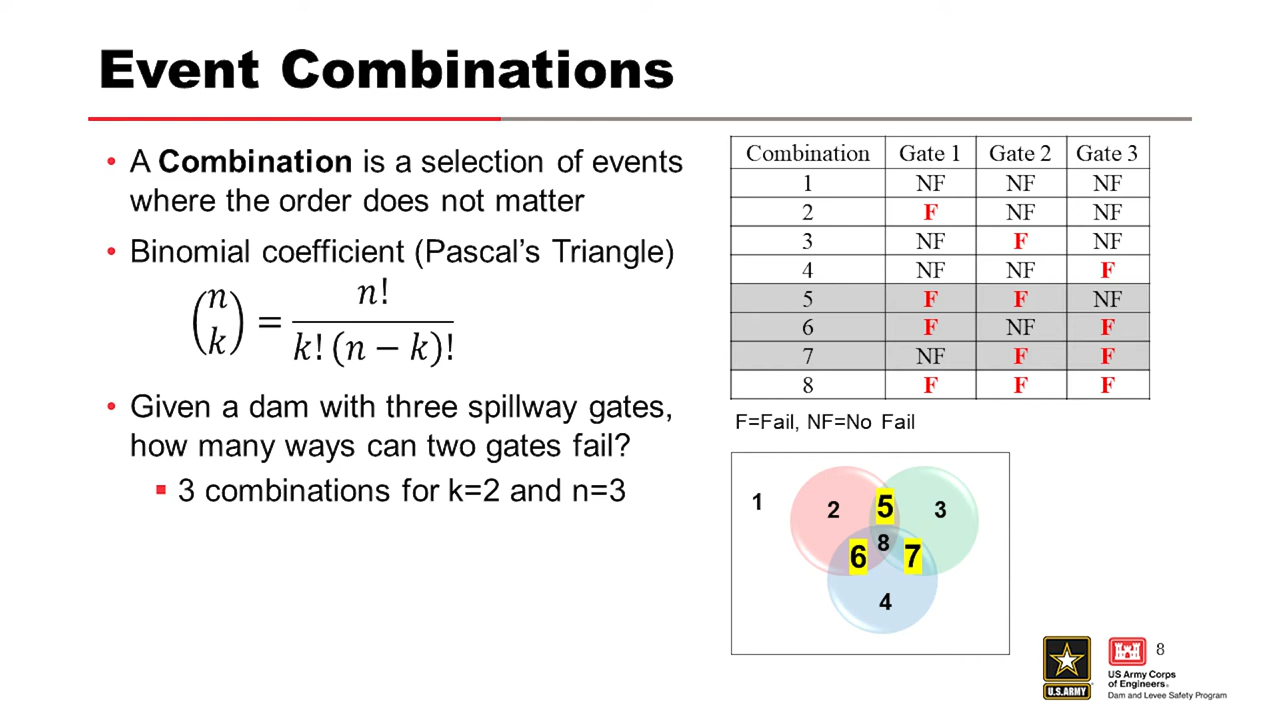 Event Combinations
• A Combination is a selection of events
where the order does not matter
• Binomial coefficient (Pascal's Triangle)
(n k) = n! / k! (n − k)!
• Given a dam with three spillway gates,
how many ways can two gates fail?
▪ 3 combinations for k=2 and n=3
Combination Gate 1 Gate 2 Gate 3
1 NF NF NF
2 F NF NF
3 NF F NF
4 NF NF F
5 F F NF
6 F NF F
7 NF F F
8 F F F
F=Fail, NF=No Fail
1
2 5 3
8
6 7
4
U.S. ARMY
US Army Corps
of Engineers®
Dam and Levee Safety Program
8